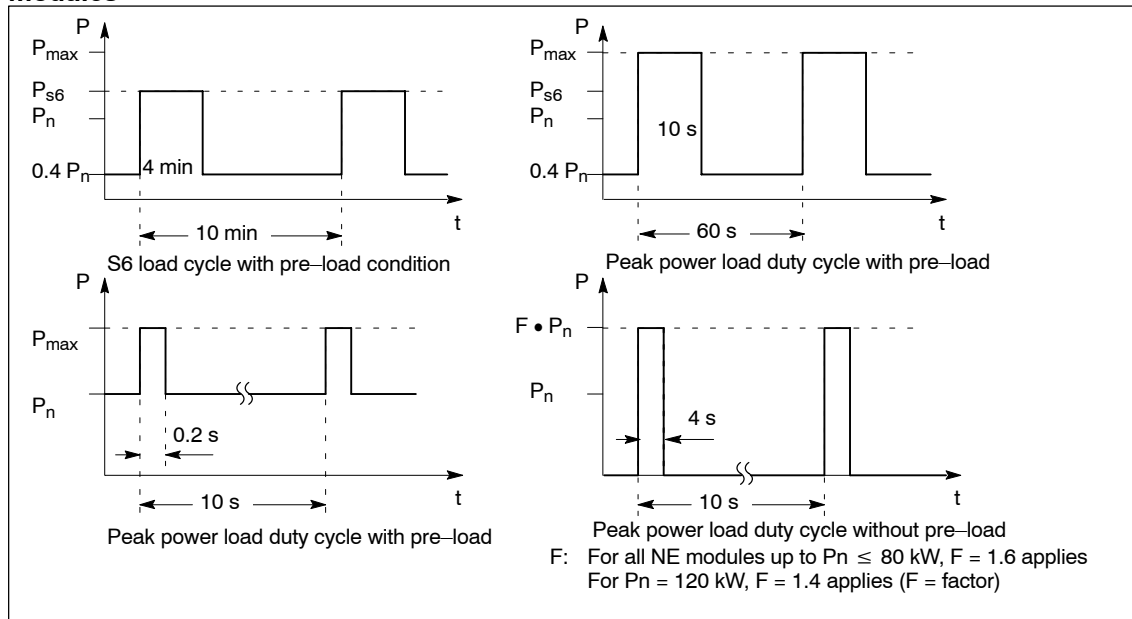 modules
P
Pmax
Ps6
Pn
0.4 Pn
4 min
10 min
t
S6 load cycle with pre–load condition
P
Pmax
Ps6
Pn
0.4 Pn
10 s
60 s
t
Peak power load duty cycle with pre–load
P
Pmax
Pn
0.2 s
10 s
t
Peak power load duty cycle with pre–load
P
F • Pn
Pn
4 s
10 s
t
Peak power load duty cycle without pre–load
F: For all NE modules up to Pn ≤ 80 kW, F = 1.6 applies
For Pn = 120 kW, F = 1.4 applies (F = factor)